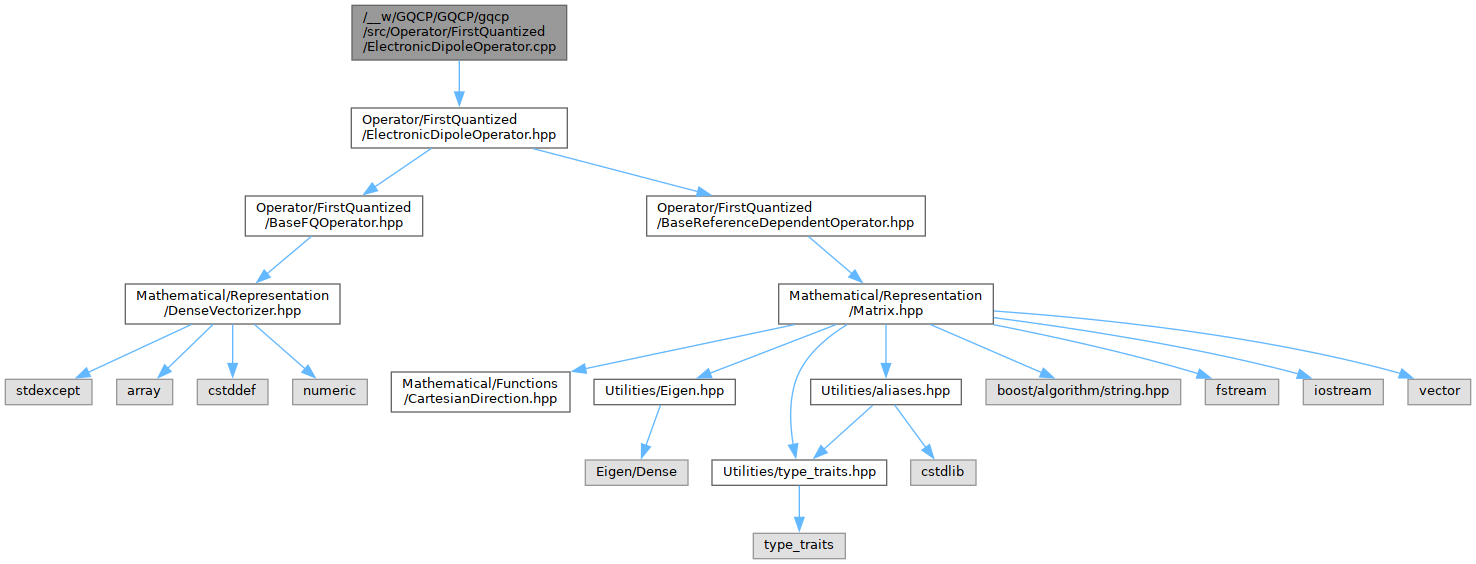 /__w/GQCP/GQCP/gqcp
/src/Operator/FirstQuantized
/ElectronicDipoleOperator.cpp
Operator/FirstQuantized
/ElectronicDipoleOperator.hpp
Operator/FirstQuantized
/BaseFQOperator.hpp
Operator/FirstQuantized
/BaseReferenceDependentOperator.hpp
Mathematical/Representation
/DenseVectorizer.hpp
Mathematical/Representation
/Matrix.hpp
stdexcept
array
cstddef
numeric
Mathematical/Functions
/CartesianDirection.hpp
Utilities/Eigen.hpp
Utilities/aliases.hpp
boost/algorithm/string.hpp
fstream
iostream
vector
Eigen/Dense
Utilities/type_traits.hpp
cstdlib
type_traits